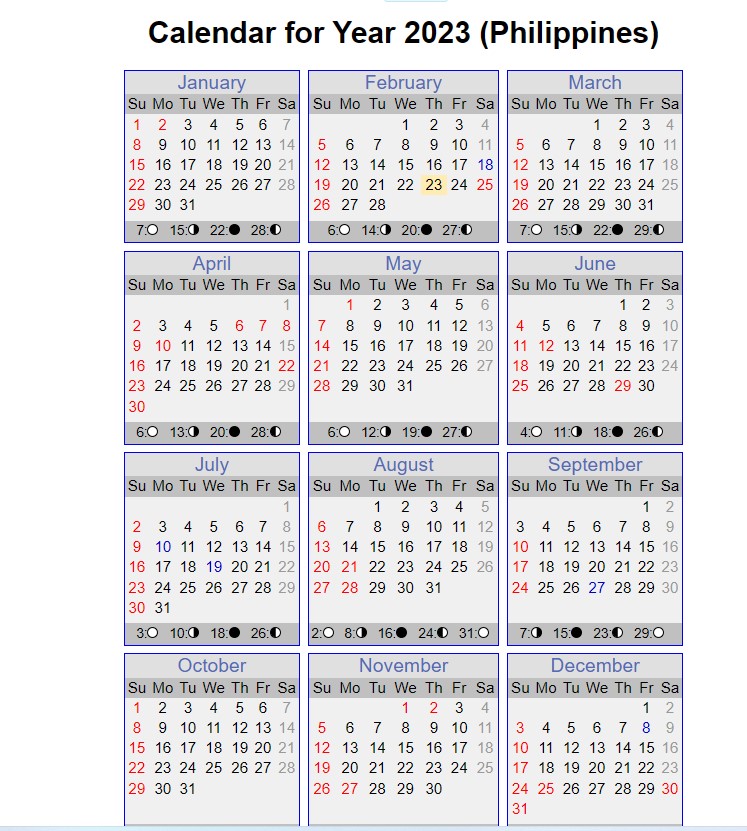 Calendar for Year 2023 (Philippines)
January
Su Mo Tu We Th Fr Sa
1 2 3 4 5 6 7
8 9 10 11 12 13 14
15 16 17 18 19 20 21
22 23 24 25 26 27 28
29 30 31
7:○ 15:◑ 22:● 28:◐
February
Su Mo Tu We Th Fr Sa
1 2 3 4
5 6 7 8 9 10 11
12 13 14 15 16 17 18
19 20 21 22 23 24 25
26 27 28
6:○ 14:◑ 20:● 27:◐
March
Su Mo Tu We Th Fr Sa
1 2 3 4
5 6 7 8 9 10 11
12 13 14 15 16 17 18
19 20 21 22 23 24 25
26 27 28 29 30 31
7:○ 15:◑ 22:● 29:◐
April
Su Mo Tu We Th Fr Sa
1
2 3 4 5 6 7 8
9 10 11 12 13 14 15
16 17 18 19 20 21 22
23 24 25 26 27 28 29
30
6:○ 13:◑ 20:● 28:◐
May
Su Mo Tu We Th Fr Sa
1 2 3 4 5 6
7 8 9 10 11 12 13
14 15 16 17 18 19 20
21 22 23 24 25 26 27
28 29 30 31
6:○ 12:◑ 19:● 27:◐
June
Su Mo Tu We Th Fr Sa
1 2 3
4 5 6 7 8 9 10
11 12 13 14 15 16 17
18 19 20 21 22 23 24
25 26 27 28 29 30
4:○ 11:◑ 18:● 26:◐
July
Su Mo Tu We Th Fr Sa
1
2 3 4 5 6 7 8
9 10 11 12 13 14 15
16 17 18 19 20 21 22
23 24 25 26 27 28 29
30 31
3:○ 10:◑ 18:● 26:◐
August
Su Mo Tu We Th Fr Sa
1 2 3 4 5
6 7 8 9 10 11 12
13 14 15 16 17 18 19
20 21 22 23 24 25 26
27 28 29 30 31
2:○ 8:◑ 16:● 24:◐ 31:○
September
Su Mo Tu We Th Fr Sa
1 2
3 4 5 6 7 8 9
10 11 12 13 14 15 16
17 18 19 20 21 22 23
24 25 26 27 28 29 30
7:◑ 15:● 23:◐ 29:○
October
Su Mo Tu We Th Fr Sa
1 2 3 4 5 6 7
8 9 10 11 12 13 14
15 16 17 18 19 20 21
22 23 24 25 26 27 28
29 30 31
November
Su Mo Tu We Th Fr Sa
1 2 3 4
5 6 7 8 9 10 11
12 13 14 15 16 17 18
19 20 21 22 23 24 25
26 27 28 29 30
December
Su Mo Tu We Th Fr Sa
1 2
3 4 5 6 7 8 9
10 11 12 13 14 15 16
17 18 19 20 21 22 23
24 25 26 27 28 29 30
31